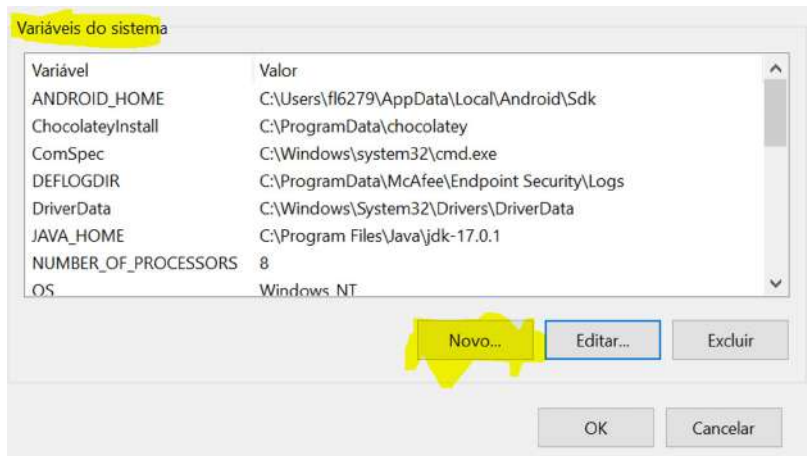 Variáveis do sistema
Variável Valor
ANDROID_HOME C:\Users\fl6279\AppData\Local\Android\Sdk
ChocolateyInstall C:\ProgramData\chocolatey
ComSpec C:\Windows\system32\cmd.exe
DEFLOGDIR C:\ProgramData\McAfee\Endpoint Security\Logs
DriverData C:\Windows\System32\Drivers\DriverData
JAVA_HOME C:\Program Files\Java\jdk-17.0.1
NUMBER_OF_PROCESSORS 8
OS Windows_NT
Novo... Editar... Excluir
OK Cancelar